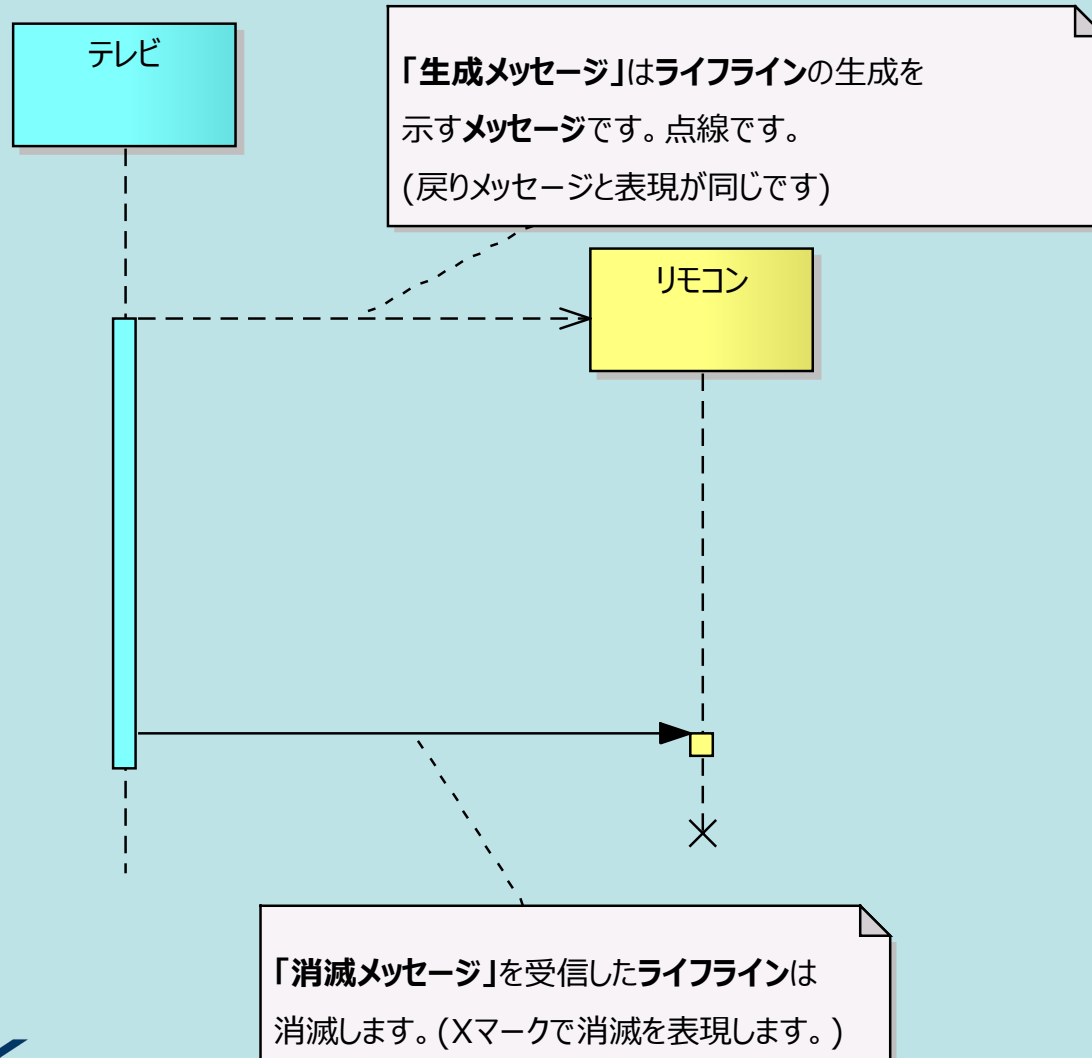 テレビ
「生成メッセージ」はライフラインの生成を
示すメッセージです。点線です。
(戻りメッセージと表現が同じです)
リモコン
「消滅メッセージ」を受信したライフラインは
消滅します。(Xマークで消滅を表現します。)